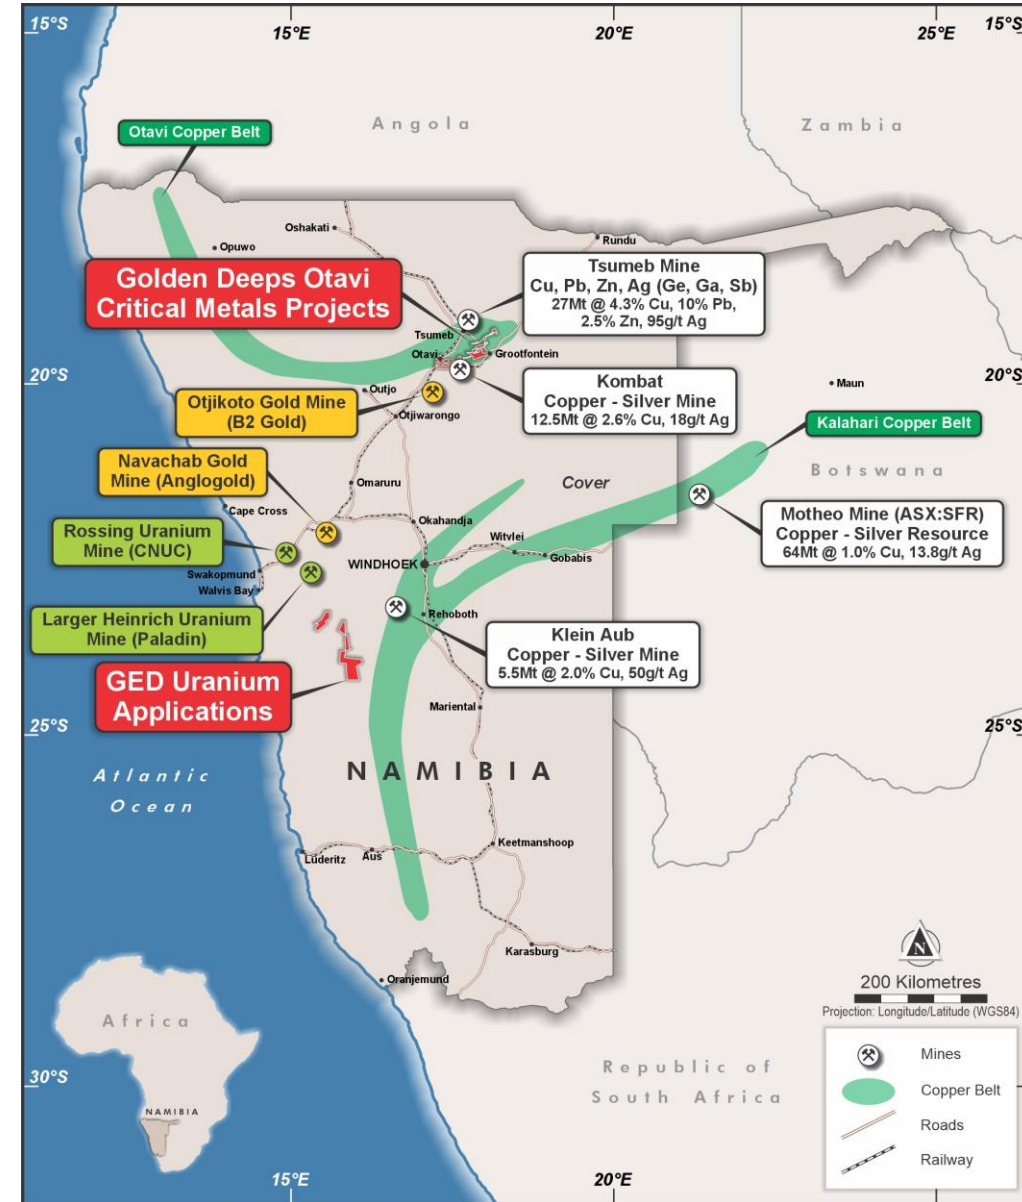 15°S
15°E
20°E
25°E
15°S
Angola
Zambia
Otavi Copper Belt
Oshakati
Opuwo
Rundu
Golden Deeps Otavi
Critical Metals Projects
Tsumeb Mine
Cu, Pb, Zn, Ag (Ge, Ga, Sb)
27Mt @ 4.3% Cu, 10% Pb,
2.5% Zn, 95g/t Ag
Tsumeb
Otavi
Grootfontein
20°S
20°S
Maun
Outjo
Kombat
Copper - Silver Mine
12.5Mt @ 2.6% Cu, 18g/t Ag
Otjikoto Gold Mine
(B2 Gold)
Otjiwarongo
Kalahari Copper Belt
Botswana
Navachab Gold
Mine (Anglogold)
Omaruru
Cover
Cape Cross
Okahandja
Motheo Mine (ASX:SFR)
Copper - Silver Resource
64Mt @ 1.0% Cu, 13.8g/t Ag
Rossing Uranium
Mine (CNUC)
Witvlei
Gobabis
WINDHOEK
Swakopmund
Walvis Bay
Larger Heinrich Uranium
Mine (Paladin)
Rehoboth
Klein Aub
Copper - Silver Mine
5.5Mt @ 2.0% Cu, 50g/t Ag
GED Uranium
Applications
Mariental
25°S
25°S
NAMIBIA
Atlantic
Ocean
Keetmanshoop
Lüderitz
Aus
Karasburg
Oranjemund
N
200 Kilometres
Projection: Longitude/Latitude (WGS84)
Africa
NAMIBIA
Republic of
South Africa
Mines
Copper Belt
Roads
Railway
30°S
15°E
20°E